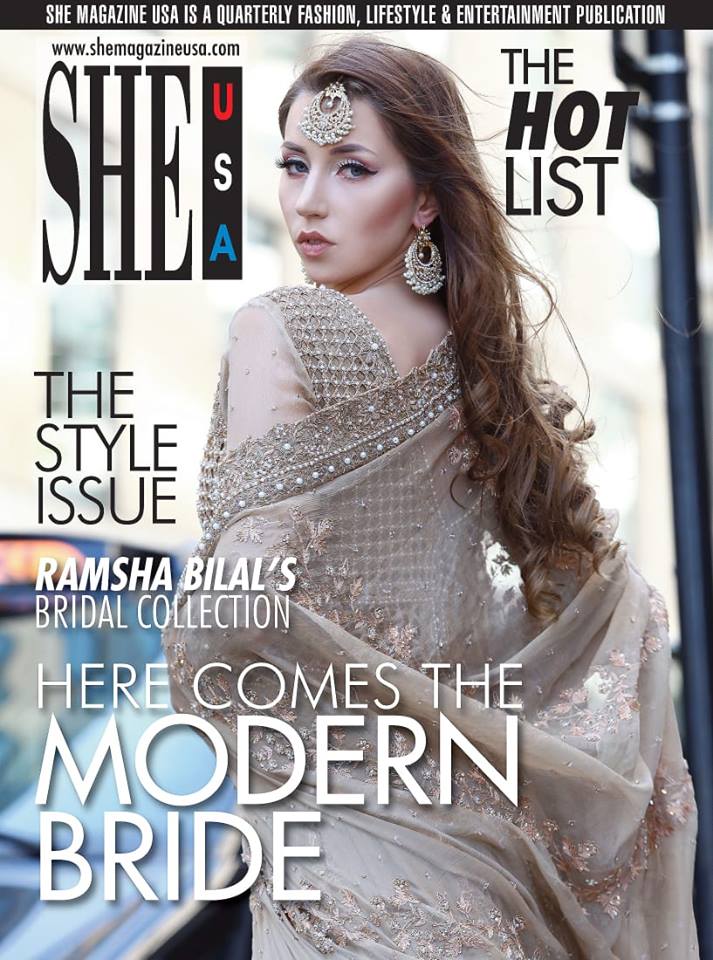 SHE MAGAZINE USA IS A QUARTERLY FASHION, LIFESTYLE & ENTERTAINMENT PUBLICATION
www.shemagazineusa.com
SHE USA
THE
HOT
LIST
THE
STYLE
ISSUE
RAMSHA BILAL'S
BRIDAL COLLECTION
HERE COMES THE
MODERN
BRIDE